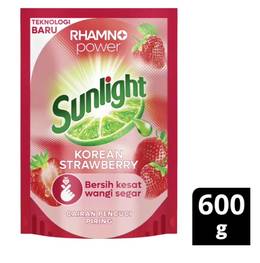 TEKNOLOGI
BARU
RHAMNO
power
Sunlight
KOREAN
STRAWBERRY
Bersih kesat
wangi segar
CAIRAN PENCUCI
PIRING
600
g